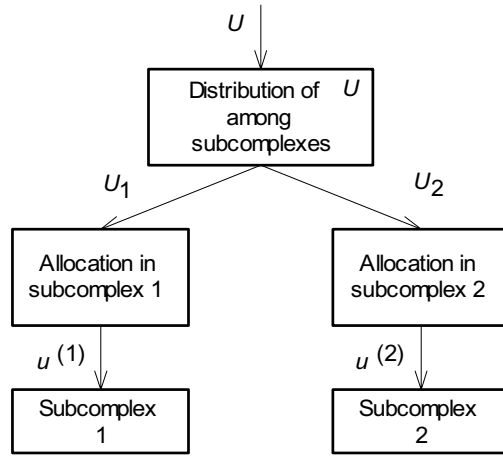 U
Distribution of U
among
subcomplexes
U1
U2
Allocation in
subcomplex 1
Allocation in
subcomplex 2
u (1)
u (2)
Subcomplex
1
Subcomplex
2